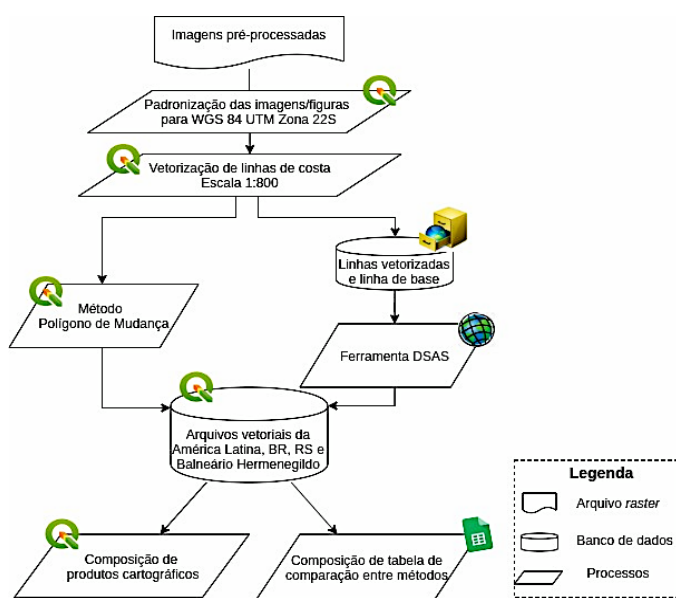 Imagens pré-processadas
Padronização das imagens/figuras
para WGS 84 UTM Zona 22S
Vetorização de linhas de costa
Escala 1:800
Linhas vetorizadas
e linha de base
Método
Polígono de Mudança
Ferramenta DSAS
Arquivos vetoriais da
América Latina, BR, RS e
Balneário Hermenegildo
Composição de
produtos cartográficos
Composição de tabela de
comparação entre métodos
Legenda
Arquivo raster
Banco de dados
Processos